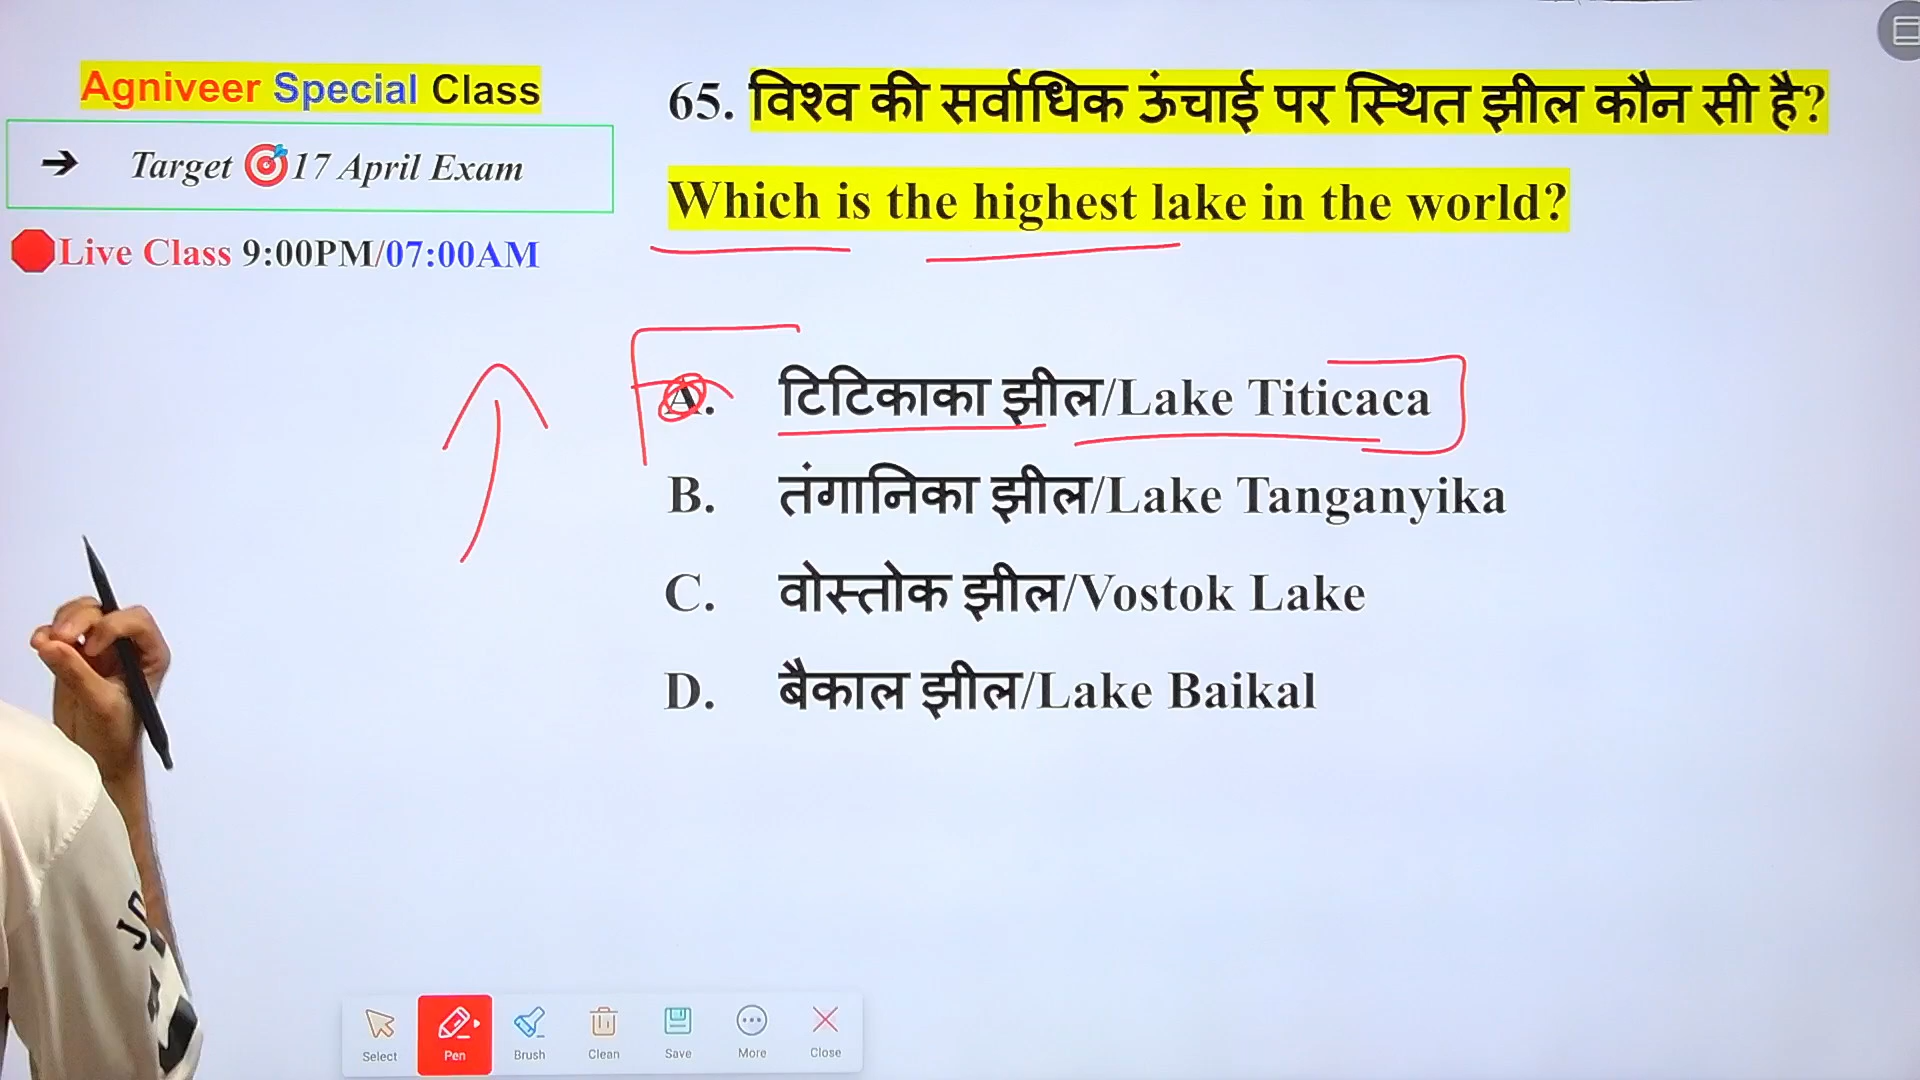 Agniveer Special Class
→ Target 17 April Exam
Live Class 9:00PM/07:00AM
65. विश्व की सर्वाधिक ऊंचाई पर स्थित झील कौन सी है?
Which is the highest lake in the world?
A. टिटिकाका झील/Lake Titicaca
B. तंगानिका झील/Lake Tanganyika
C. वोस्तोक झील/Vostok Lake
D. बैकाल झील/Lake Baikal
Select Pen Brush Clean Save More Close